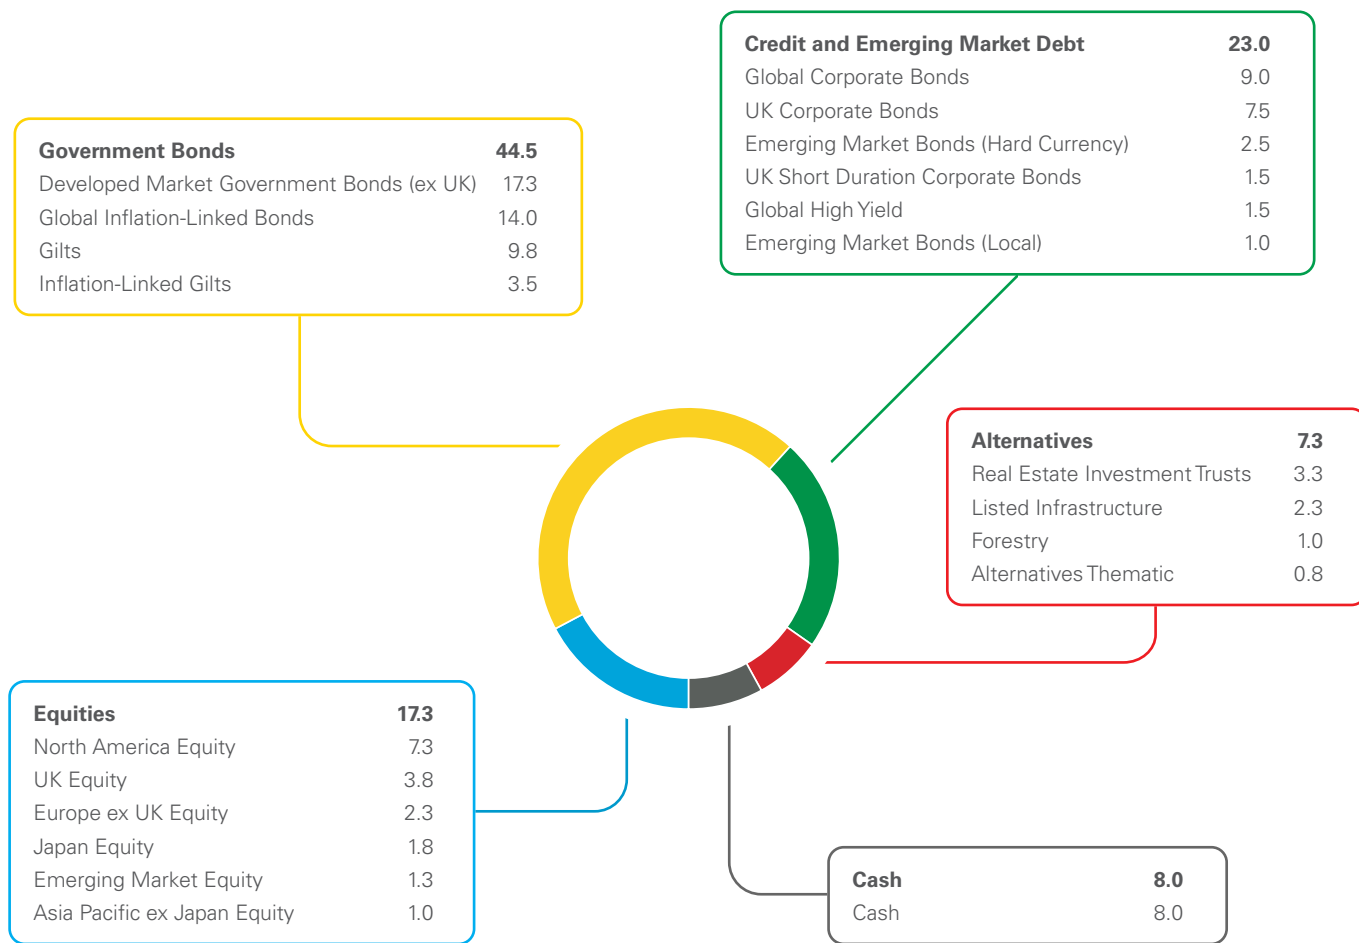 Credit and Emerging Market Debt 23.0
Global Corporate Bonds 9.0
UK Corporate Bonds 7.5
Emerging Market Bonds (Hard Currency) 2.5
UK Short Duration Corporate Bonds 1.5
Global High Yield 1.5
Emerging Market Bonds (Local) 1.0
Government Bonds 44.5
Developed Market Government Bonds (ex UK) 17.3
Global Inflation-Linked Bonds 14.0
Gilts 9.8
Inflation-Linked Gilts 3.5
Alternatives 7.3
Real Estate Investment Trusts 3.3
Listed Infrastructure 2.3
Forestry 1.0
Alternatives Thematic 0.8
Equities 17.3
North America Equity 7.3
UK Equity 3.8
Europe ex UK Equity 2.3
Japan Equity 1.8
Emerging Market Equity 1.3
Asia Pacific ex Japan Equity 1.0
Cash 8.0
Cash 8.0